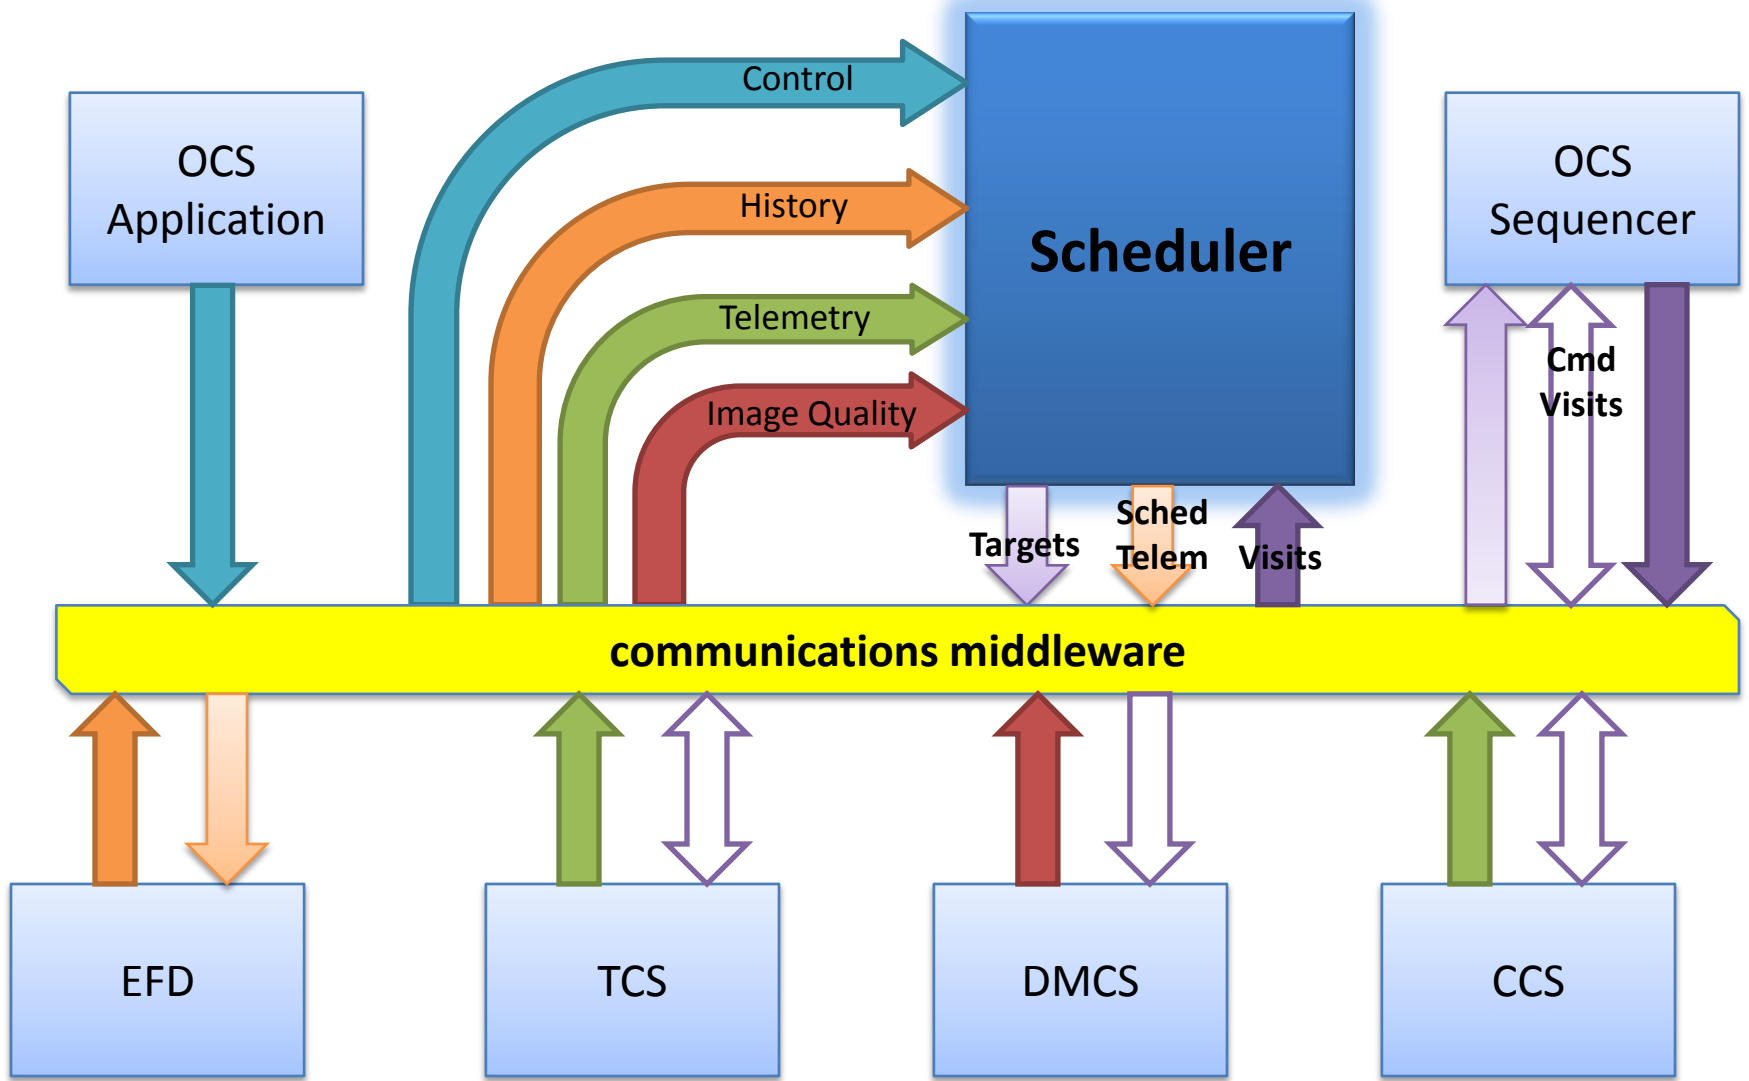 Control
OCS
Application
History
Scheduler
OCS
Sequencer
Telemetry
Image Quality
Cmd
Visits
Targets
Sched
Telem
Visits
communications middleware
EFD
TCS
DMCS
CCS